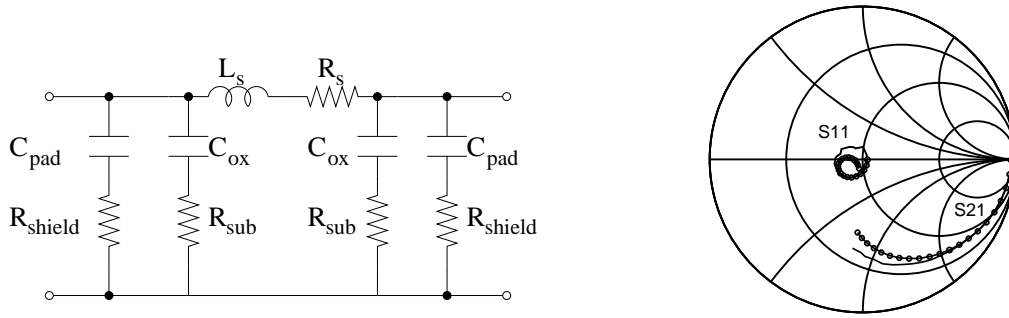 L_s R_s
C_pad C_ox C_ox C_pad
R_shield R_sub R_sub R_shield
S11
S21